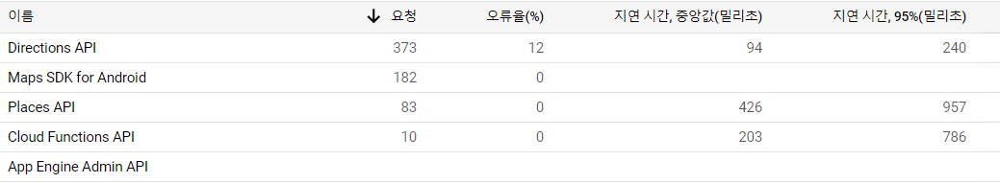 이름 ↓ 요청 오류율(%) 지연 시간, 중앙값(밀리초) 지연 시간, 95%(밀리초)
Directions API 373 12 94 240
Maps SDK for Android 182 0
Places API 83 0 426 957
Cloud Functions API 10 0 203 786
App Engine Admin API